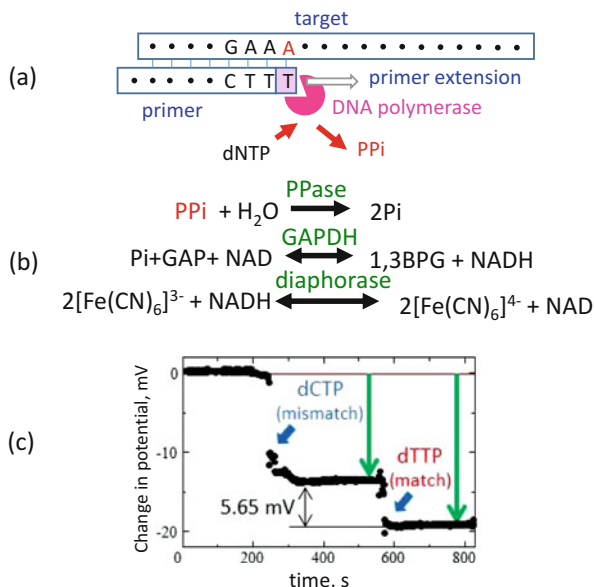 target
• • • • • G A A A • • • • • • • • • • • • •
(a)
• • • • • C T T T
primer extension
primer
DNA polymerase
dNTP
PPi
PPase
PPi + H₂O
2Pi
GAPDH
(b)
Pi+GAP+ NAD
1,3BPG + NADH
diaphorase
2[Fe(CN)₆]³⁻ + NADH
2[Fe(CN)₆]⁴⁻ + NAD
(c)
Change in potential, mV
0
-10
-20
dCTP
(mismatch)
dTTP
(match)
5.65 mV
0 200 400 600 800
time, s